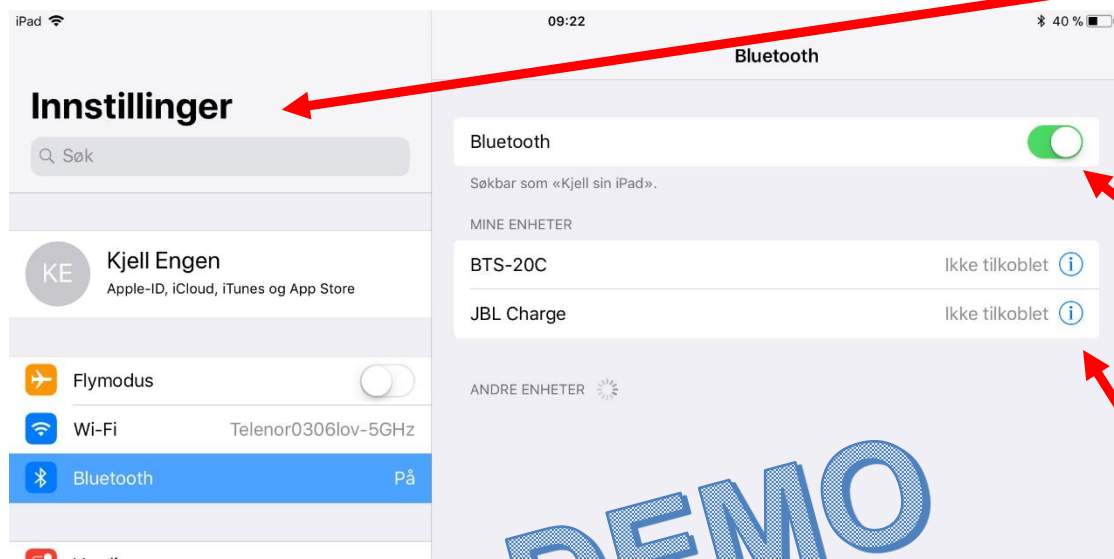 iPad 09:22 40 %
Bluetooth
Innstillinger
Søk
Kjell Engen
KE
Apple-ID, iCloud, iTunes og App Store
Flymodus
Wi-Fi Telenor0306lov-5GHz
Bluetooth På
Bluetooth
Søkbar som «Kjell sin iPad».
MINE ENHETER
BTS-20C Ikke tilkoblet
JBL Charge Ikke tilkoblet
ANDRE ENHETER
DEMO